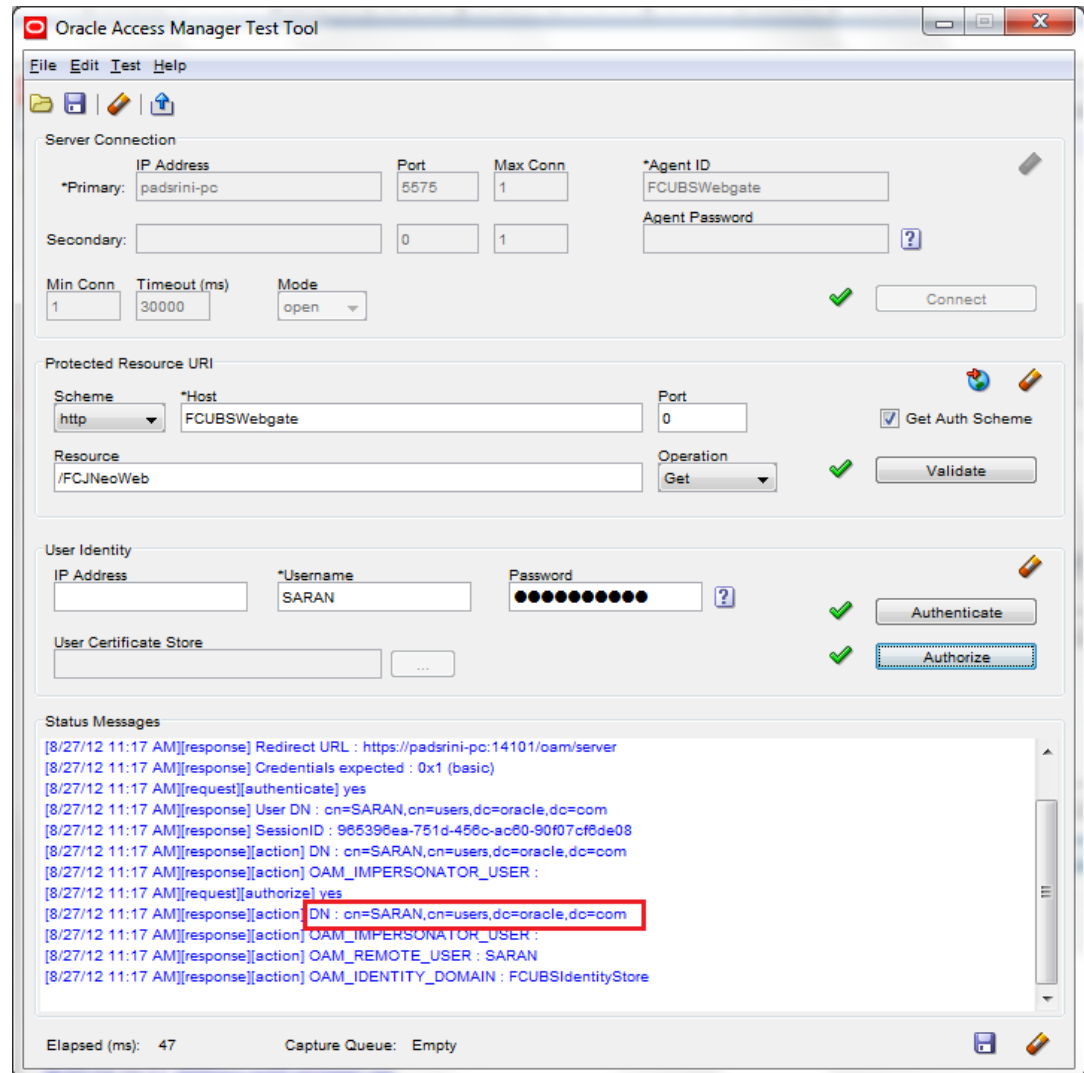 Oracle Access Manager Test Tool
File Edit Test Help
Server Connection
IP Address Port Max Conn *Agent ID
*Primary: padsrini-pc 5575 1 FCUBSWebgate
Agent Password
Secondary: 0 1 ?
Min Conn Timeout (ms) Mode
1 30000 open Connect
Protected Resource URI
Scheme *Host Port
http FCUBSWebgate 0 Get Auth Scheme
Resource Operation
/FCJNeoWeb Get Validate
User Identity
IP Address *Username Password
SARAN ●●●●●●●●●● ? Authenticate
User Certificate Store
... Authorize
Status Messages
[8/27/12 11:17 AM][response] Redirect URL : https://padsrini-pc:14101/oam/server
[8/27/12 11:17 AM][response] Credentials expected : 0x1 (basic)
[8/27/12 11:17 AM][request][authenticate] yes
[8/27/12 11:17 AM][response] User DN : cn=SARAN,cn=users,dc=oracle,dc=com
[8/27/12 11:17 AM][response] SessionID : 965396ea-751d-456c-ac60-90f07cf6de08
[8/27/12 11:17 AM][response][action] DN : cn=SARAN,cn=users,dc=oracle,dc=com
[8/27/12 11:17 AM][response][action] OAM_IMPERSONATOR_USER :
[8/27/12 11:17 AM][request][authorize] yes
[8/27/12 11:17 AM][response][action] DN : cn=SARAN,cn=users,dc=oracle,dc=com
[8/27/12 11:17 AM][response][action] OAM_IMPERSONATOR_USER :
[8/27/12 11:17 AM][response][action] OAM_REMOTE_USER : SARAN
[8/27/12 11:17 AM][response][action] OAM_IDENTITY_DOMAIN : FCUBSIdentityStore
Elapsed (ms): 47 Capture Queue: Empty